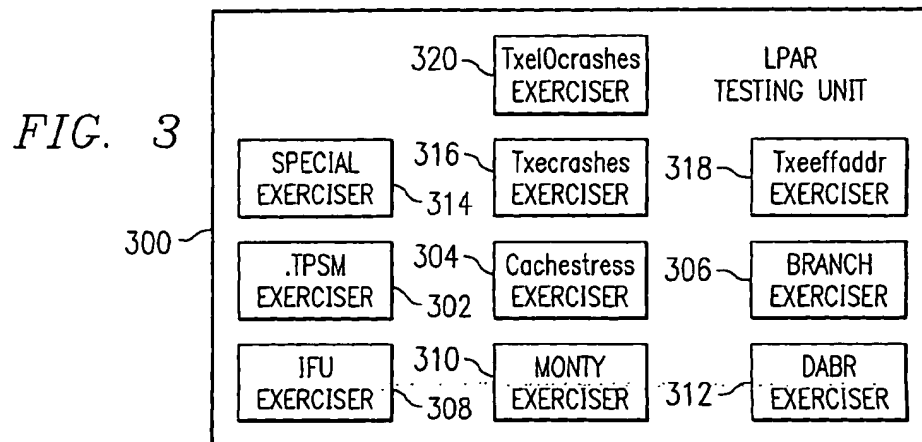 FIG. 3
300
320
Txel0crashes
EXERCISER
LPAR
TESTING UNIT
SPECIAL
EXERCISER
314
316
Txecrashes
EXERCISER
318
Txeeffaddr
EXERCISER
.TPSM
EXERCISER
302
304
Cachestress
EXERCISER
306
BRANCH
EXERCISER
IFU
EXERCISER
308
310
MONTY
EXERCISER
312
DABR
EXERCISER